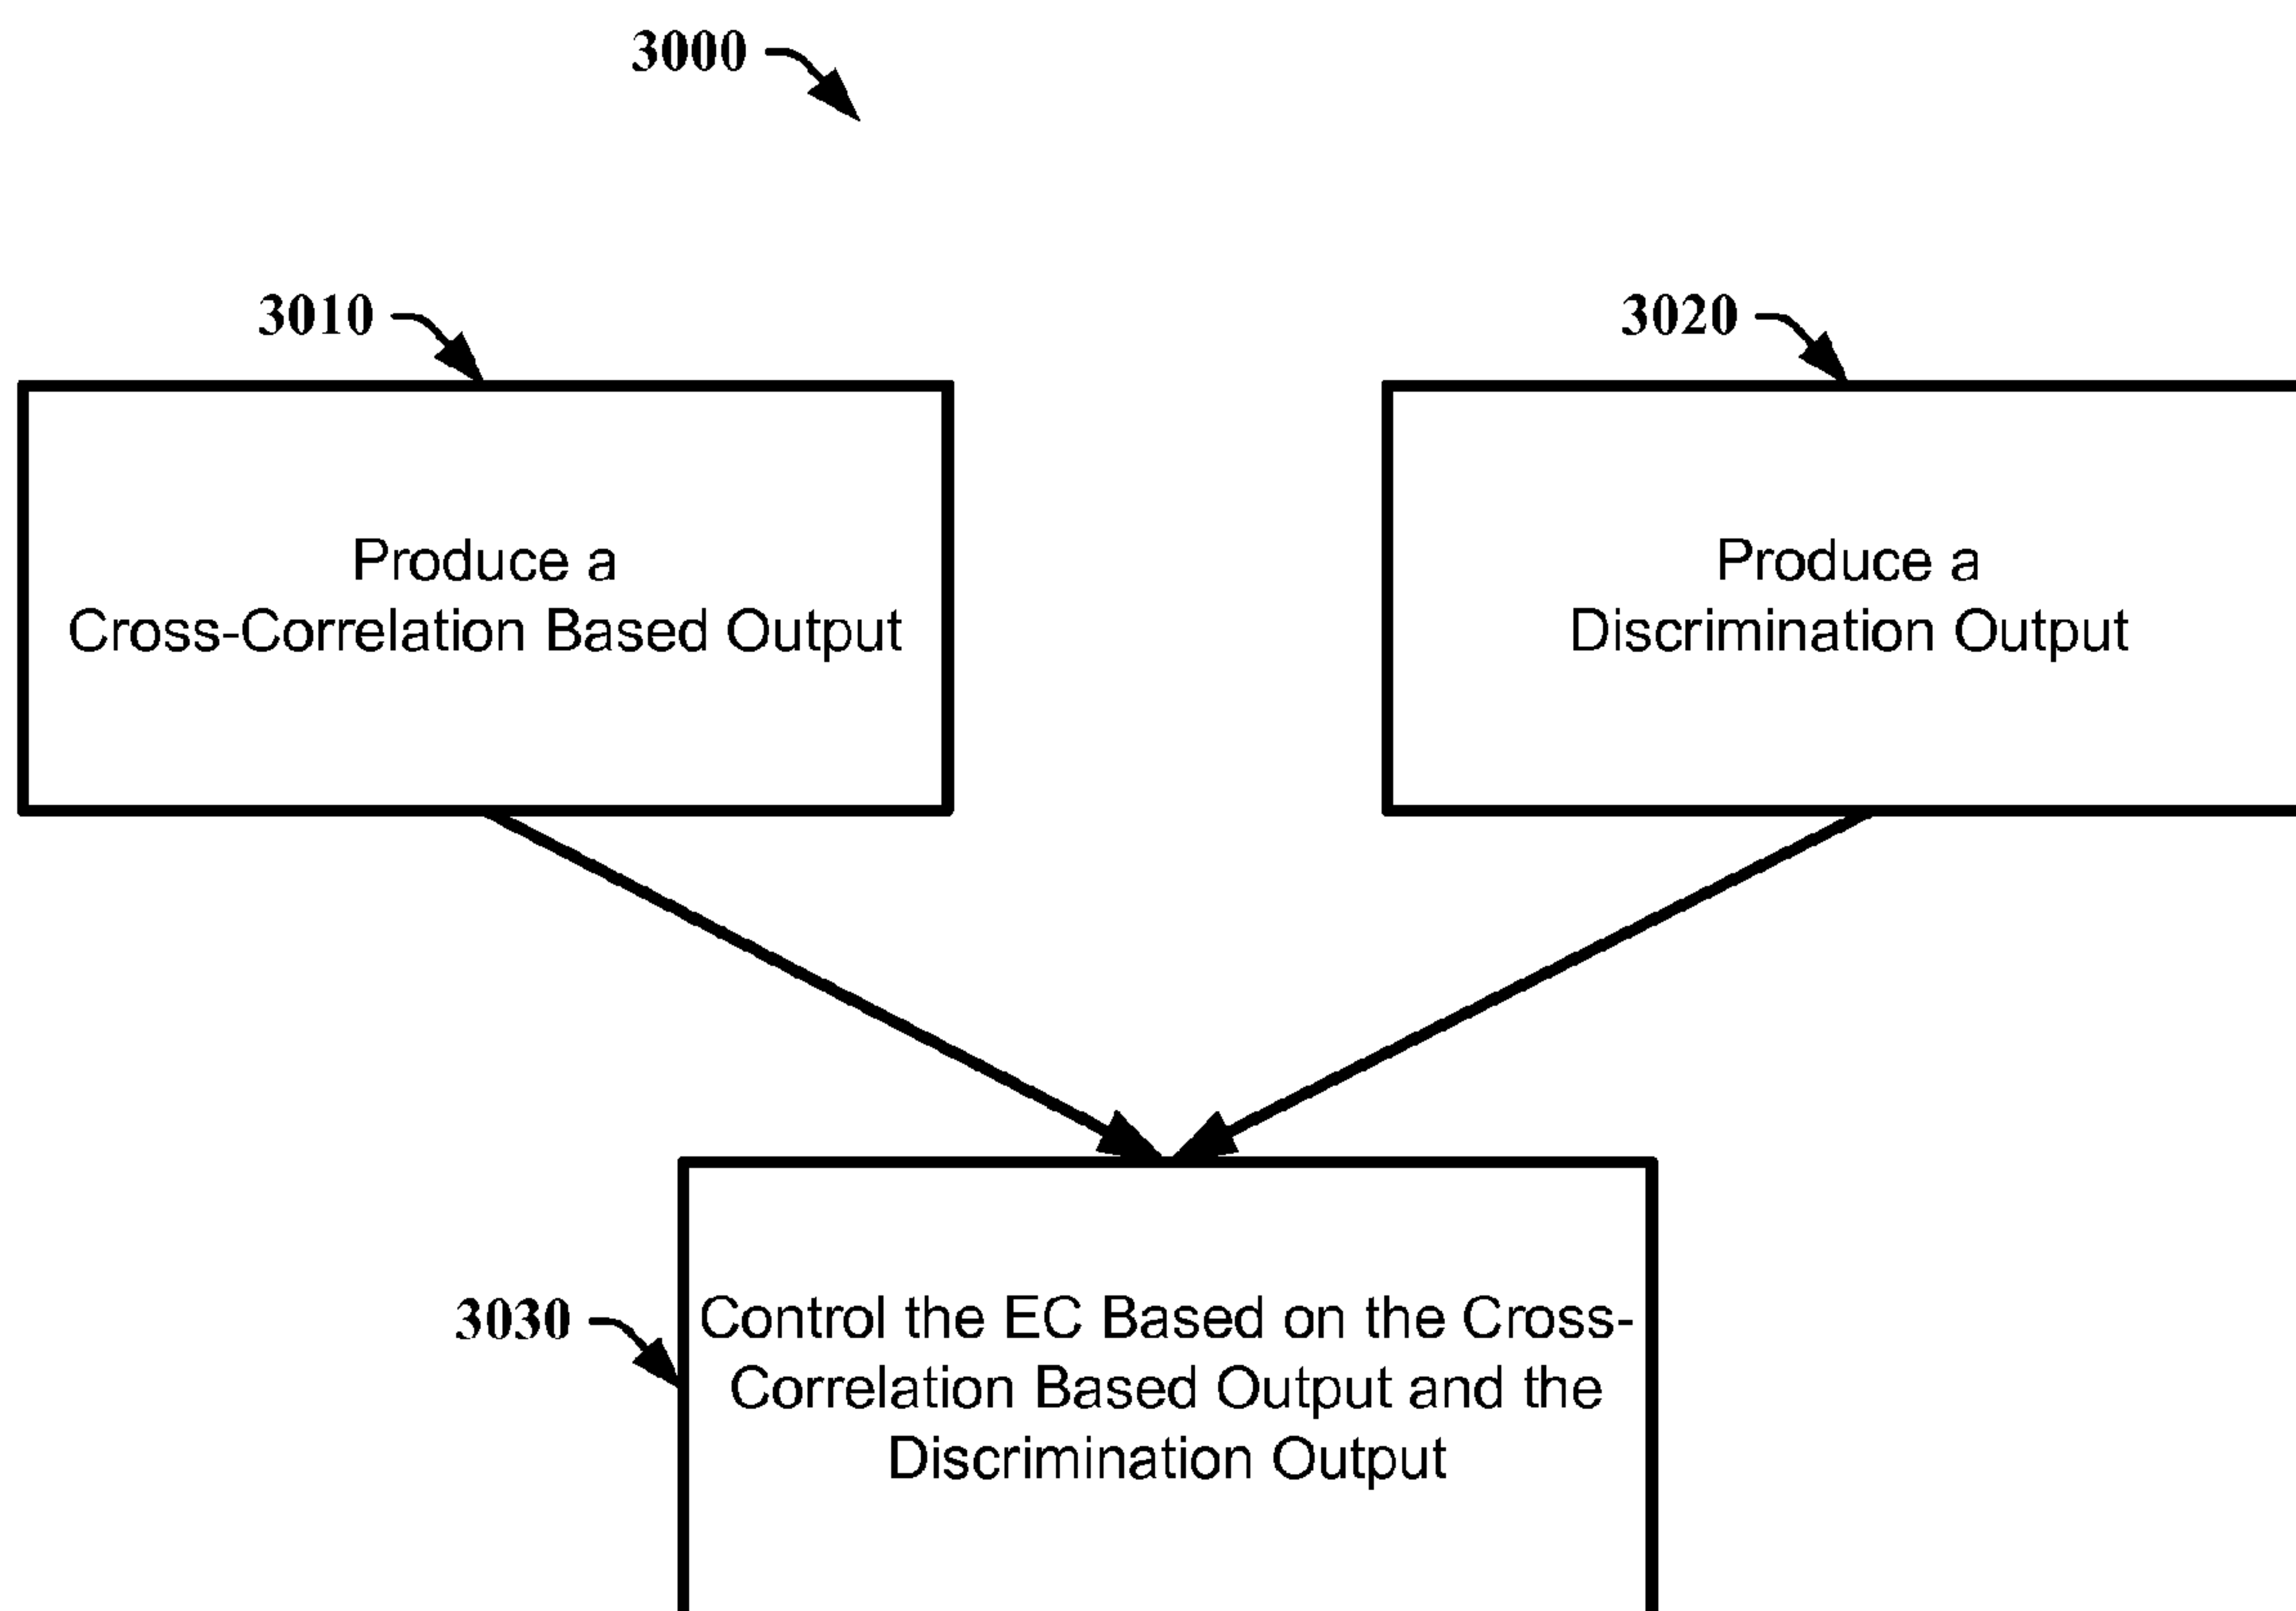 3000
3010
3020
Produce a
Cross-Correlation Based Output
Produce a
Discrimination Output
3030
Control the EC Based on the Cross-
Correlation Based Output and the
Discrimination Output